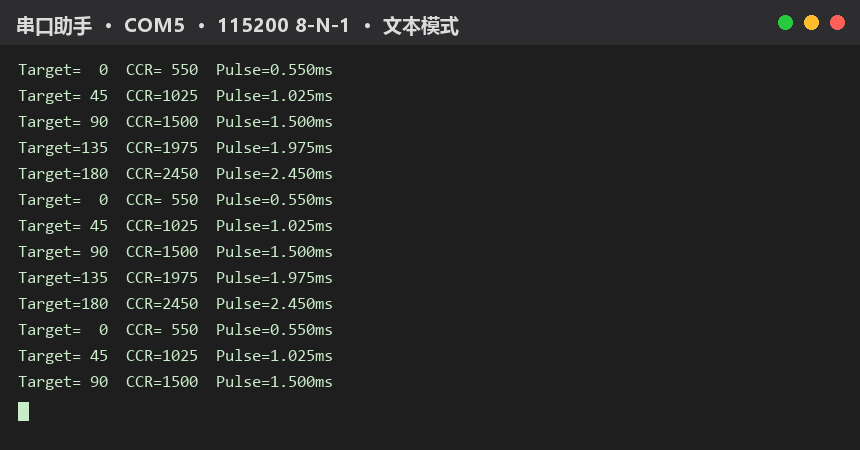 串口助手 • COM5 • 115200 8-N-1 • 文本模式
Target=  0  CCR= 550  Pulse=0.550ms
Target= 45  CCR=1025  Pulse=1.025ms
Target= 90  CCR=1500  Pulse=1.500ms
Target=135  CCR=1975  Pulse=1.975ms
Target=180  CCR=2450  Pulse=2.450ms
Target=  0  CCR= 550  Pulse=0.550ms
Target= 45  CCR=1025  Pulse=1.025ms
Target= 90  CCR=1500  Pulse=1.500ms
Target=135  CCR=1975  Pulse=1.975ms
Target=180  CCR=2450  Pulse=2.450ms
Target=  0  CCR= 550  Pulse=0.550ms
Target= 45  CCR=1025  Pulse=1.025ms
Target= 90  CCR=1500  Pulse=1.500ms